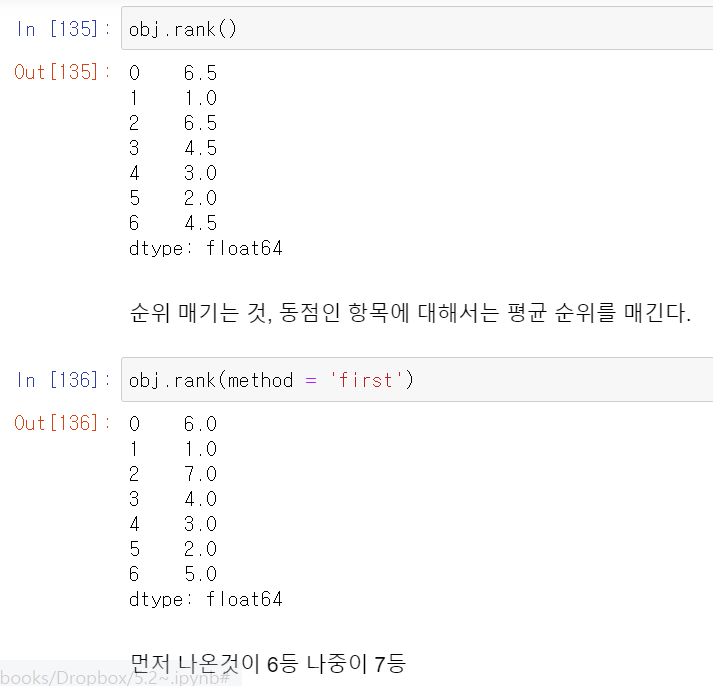 In [135]: obj.rank()
Out[135]: 0 6.5
1 1.0
2 6.5
3 4.5
4 3.0
5 2.0
6 4.5
dtype: float64
순위 매기는 것, 동점인 항목에 대해서는 평균 순위를 매긴다.
In [136]: obj.rank(method = 'first')
Out[136]: 0 6.0
1 1.0
2 7.0
3 4.0
4 3.0
5 2.0
6 5.0
dtype: float64
먼저 나온것이 6등 나중이 7등
books/Dropbox/5.2~.ipynb#